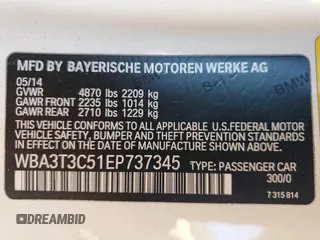 MFD BY BAYERISCHE MOTOREN WERKE AG
05/14
GVWR 4870 lbs 2209 kg
GAWR FRONT 2235 lbs 1014 kg
GAWR REAR 2710 lbs 1229 kg
THIS VEHICLE CONFORMS TO ALL APPLICABLE U.S.
FEDERAL MOTOR VEHICLE SAFETY, BUMPER, AND THEFT
PREVENTION STANDARDS IN EFFECT ON THE DATE OF
MANUFACTURE SHOWN ABOVE.
WBA3T3C51EP737345 TYPE: PASSENGER CAR
300/0
7 315 814
AUTO HISTORY